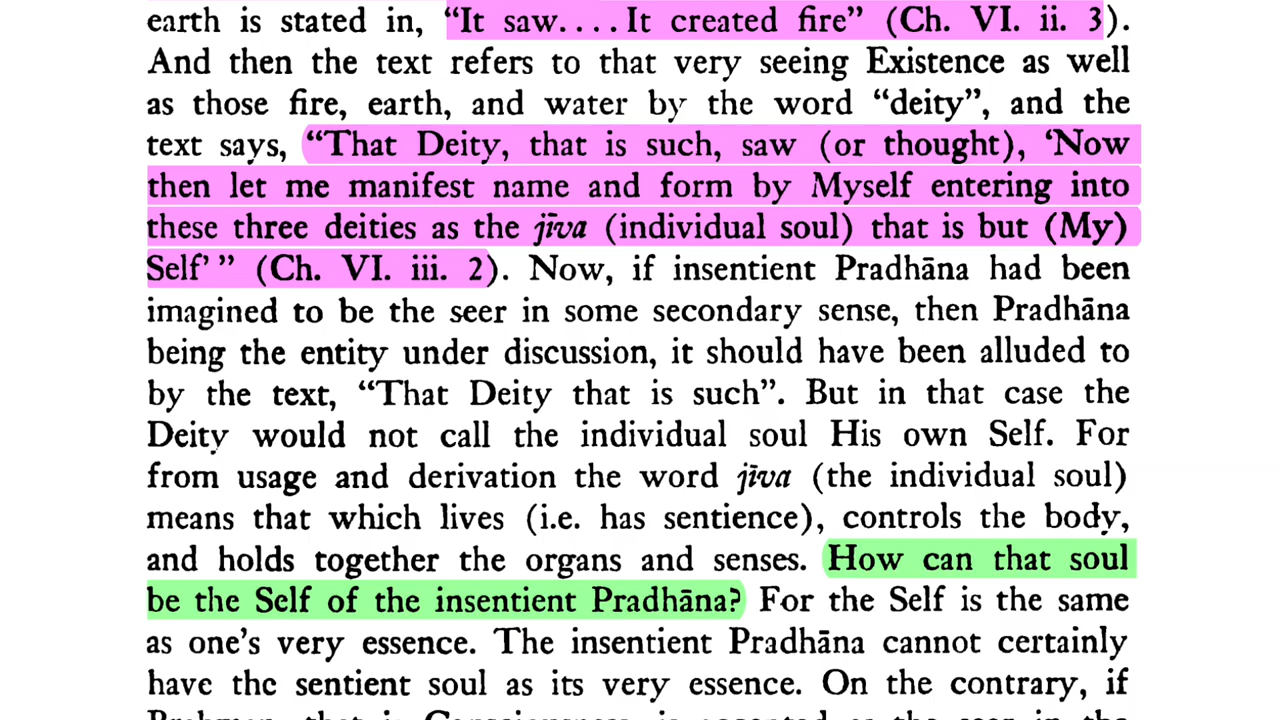 earth is stated in, “It saw.... It created fire” (Ch. VI. ii. 3).
And then the text refers to that very seeing Existence as well
as those fire, earth, and water by the word “deity”, and the
text says, “That Deity, that is such, saw (or thought), ‘Now
then let me manifest name and form by Myself entering into
these three deities as the jīva (individual soul) that is but (My)
Self’ ” (Ch. VI. iii. 2). Now, if insentient Pradhāna had been
imagined to be the seer in some secondary sense, then Pradhāna
being the entity under discussion, it should have been alluded to
by the text, “That Deity that is such”. But in that case the
Deity would not call the individual soul His own Self. For
from usage and derivation the word jīva (the individual soul)
means that which lives (i.e. has sentience), controls the body,
and holds together the organs and senses. How can that soul
be the Self of the insentient Pradhāna? For the Self is the same
as one’s very essence. The insentient Pradhāna cannot certainly
have the sentient soul as its very essence. On the contrary, if